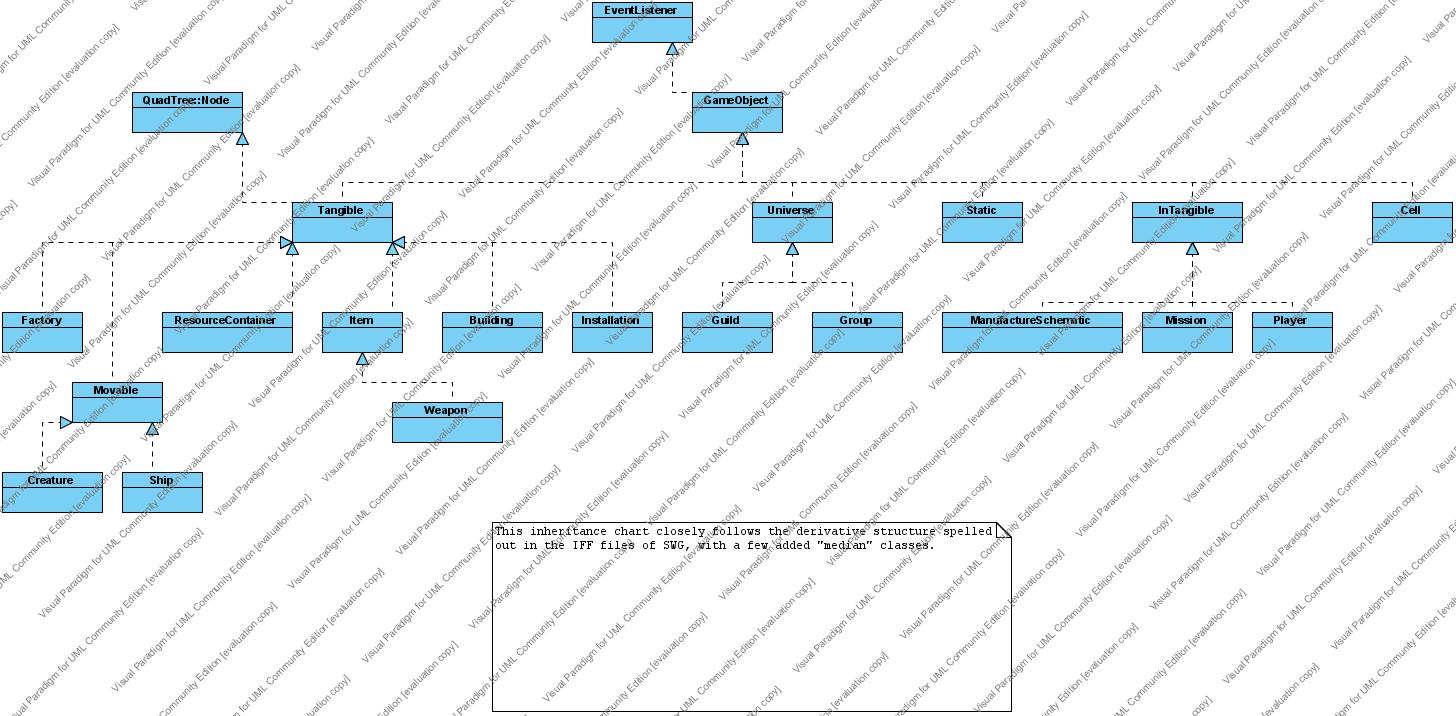 EventListener
QuadTree::Node
GameObject
Tangible
Universe
Static
InTangible
Cell
Factory
ResourceContainer
Item
Building
Installation
Guild
Group
ManufactureSchematic
Mission
Player
Movable
Weapon
Creature
Ship
This inheritance chart closely follows the derivative structure spelled
out in the IFF files of SWG, with a few added "median" classes.
Visual Paradigm for UML Community Edition [evaluation copy]